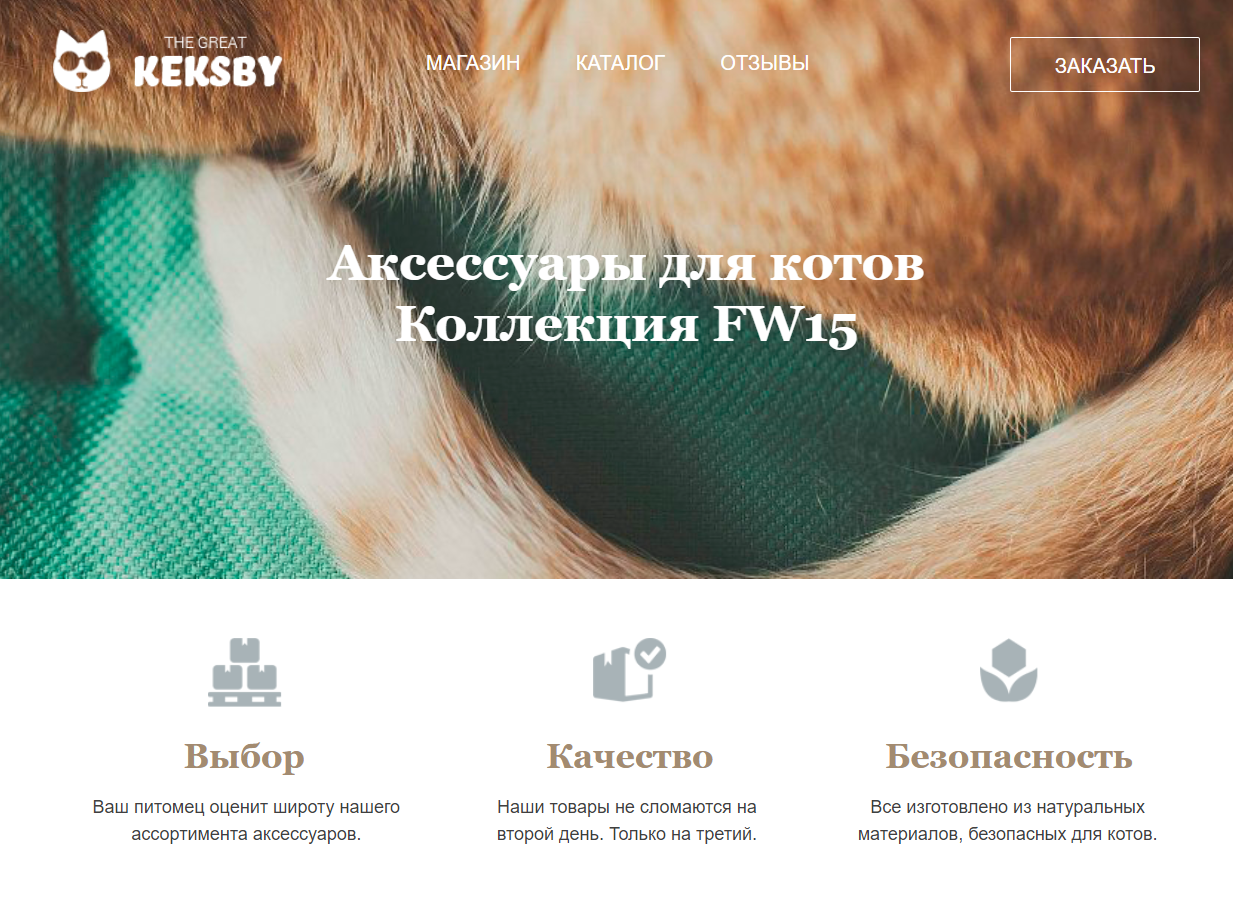 THE GREAT
KEKSBY
МАГАЗИН КАТАЛОГ ОТЗЫВЫ
ЗАКАЗАТЬ
Аксессуары для котов
Коллекция FW15
Выбор
Ваш питомец оценит широту нашего
ассортимента аксессуаров.
Качество
Наши товары не сломаются на
второй день. Только на третий.
Безопасность
Все изготовлено из натуральных
материалов, безопасных для котов.